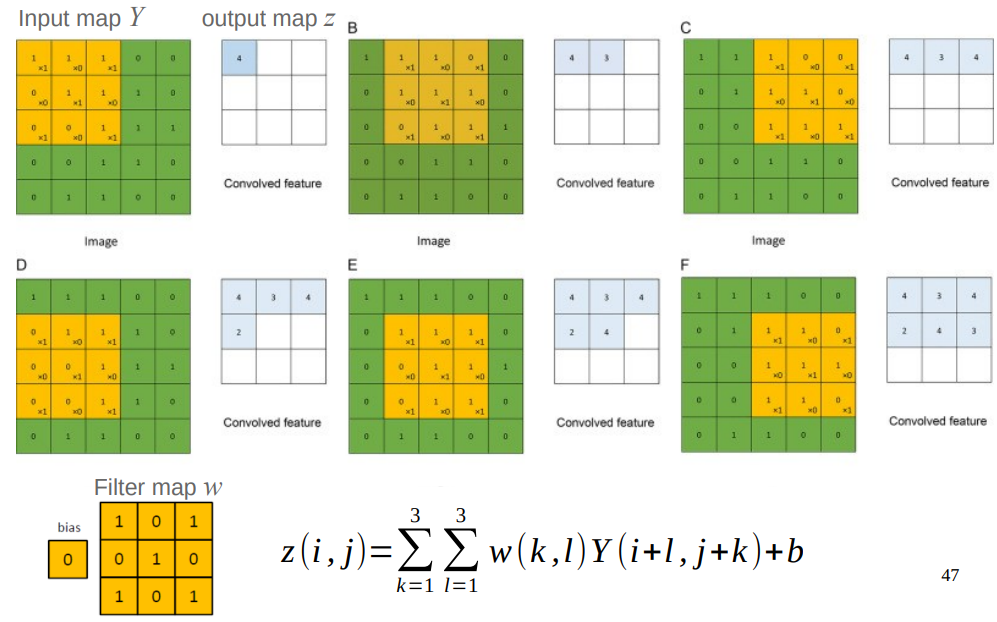 Input map Y
output map z
1×1 1×0 1×1 0 0
0×0 1×1 1×0 1 0
0×1 0×0 1×1 1 1
0 0 1 1 0
0 1 1 0 0
Image
4
Convolved feature
B
1 1×1 1×0 0×1 0
0 1×0 1×1 1×0 0
0 0×1 1×0 1×1 1
0 0 1 1 0
0 1 1 0 0
Image
4 3
Convolved feature
C
1 1 1×1 0×0 0×1
0 1 1×0 1×1 0×0
0 0 1×1 1×0 1×1
0 0 1 1 0
0 1 1 0 0
Image
4 3 4
Convolved feature
D
1 1 1 0 0
0×1 1×0 1×1 1 0
0×0 0×1 1×0 1 1
0×1 0×0 1×1 1 0
0 1 1 0 0
4 3 4
2
Convolved feature
E
1 1 1 0 0
0 1×1 1×0 1×1 0
0 0×0 1×1 1×0 1
0 0×1 1×0 1×1 0
0 1 1 0 0
4 3 4
2 4
Convolved feature
F
1 1 1 0 0
0 1 1×1 1×0 0×1
0 0 1×0 1 1×0
0 0 1×1 1×0 0×1
0 1 1 0 0
4 3 4
2 4 3
Convolved feature
Filter map w
bias
0
1 0 1
0 1 0
1 0 1
z(i,j)=∑_{k=1}^{3} ∑_{l=1}^{3} w(k,l)Y(i+l,j+k)+b
47